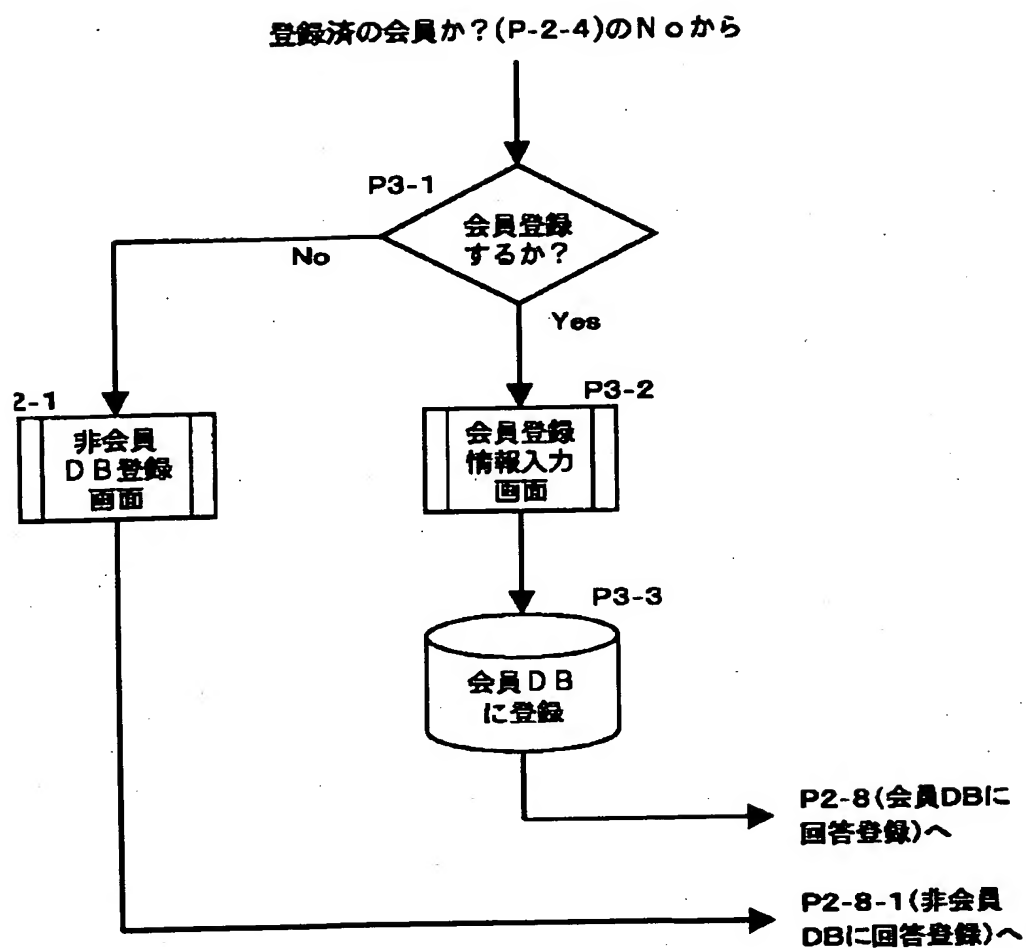 登録済の会員か？(P-2-4)のＮｏから
P3-1
会員登録
するか？
No
Yes
2-1
非会員
ＤＢ登録
画面
P3-2
会員登録
情報入力
画面
P3-3
会員ＤＢ
に登録
P2-8(会員DBに
回答登録)へ
P2-8-1(非会員
DBに回答登録)へ